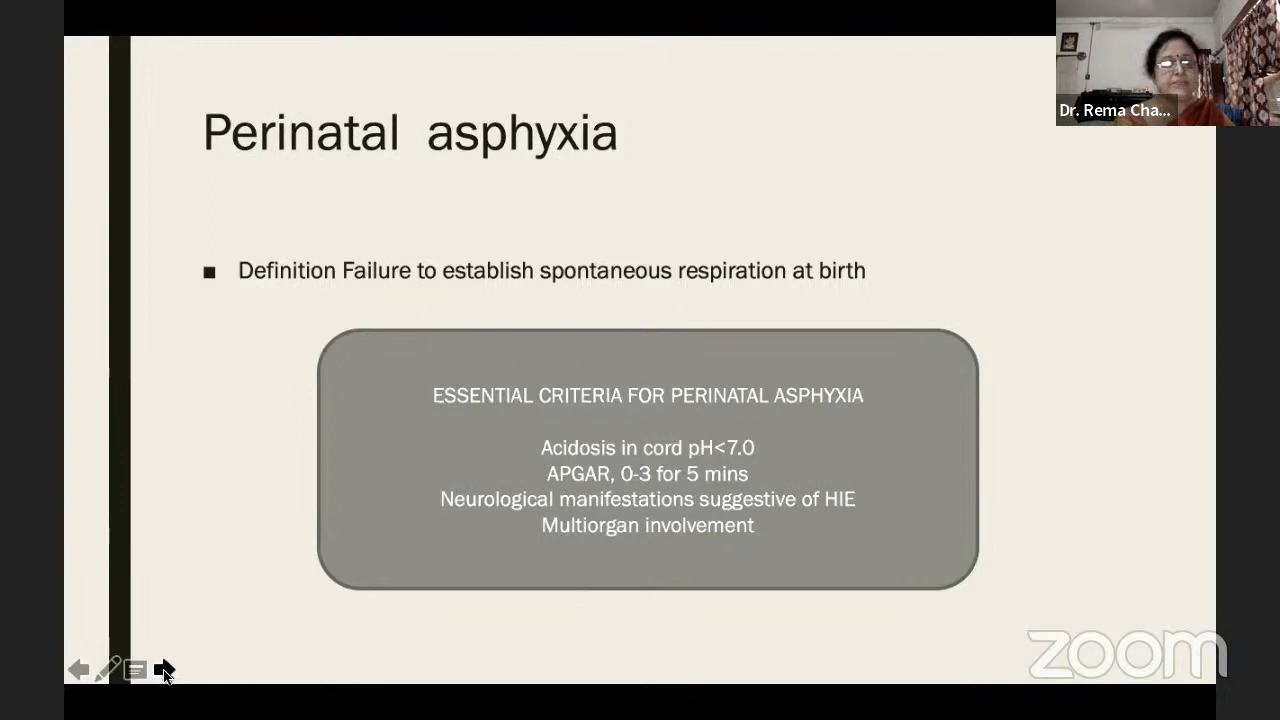 Dr. Rema Cha...
Perinatal asphyxia
Definition Failure to establish spontaneous respiration at birth
ESSENTIAL CRITERIA FOR PERINATAL ASPHYXIA
Acidosis in cord pH<7.0
APGAR, 0-3 for 5 mins
Neurological manifestations suggestive of HIE
Multiorgan involvement
zoom